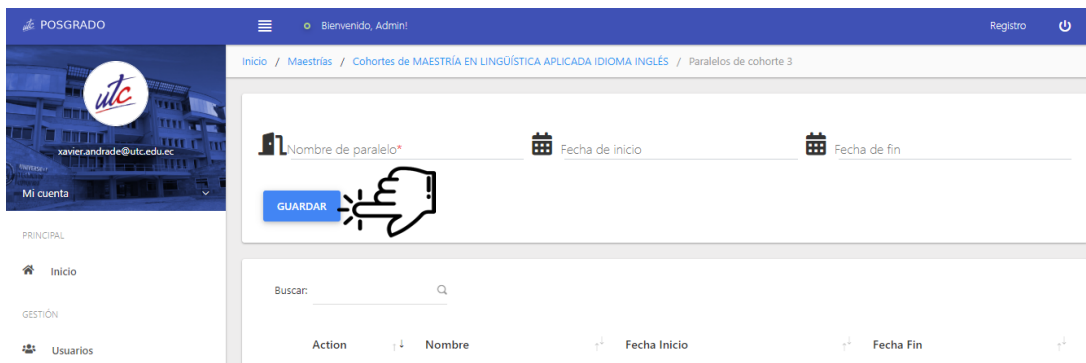 POSGRADO
Bienvenido, Admin!
Registro
Inicio / Maestrías / Cohortes de MAESTRÍA EN LINGÜÍSTICA APLICADA IDIOMA INGLÉS / Paralelos de cohorte 3
utc
xavier.andrade@utc.edu.ec
Mi cuenta
Nombre de paralelo*
Fecha de inicio
Fecha de fin
GUARDAR
PRINCIPAL
Inicio
GESTIÓN
Usuarios
Buscar:
Action Nombre Fecha Inicio Fecha Fin